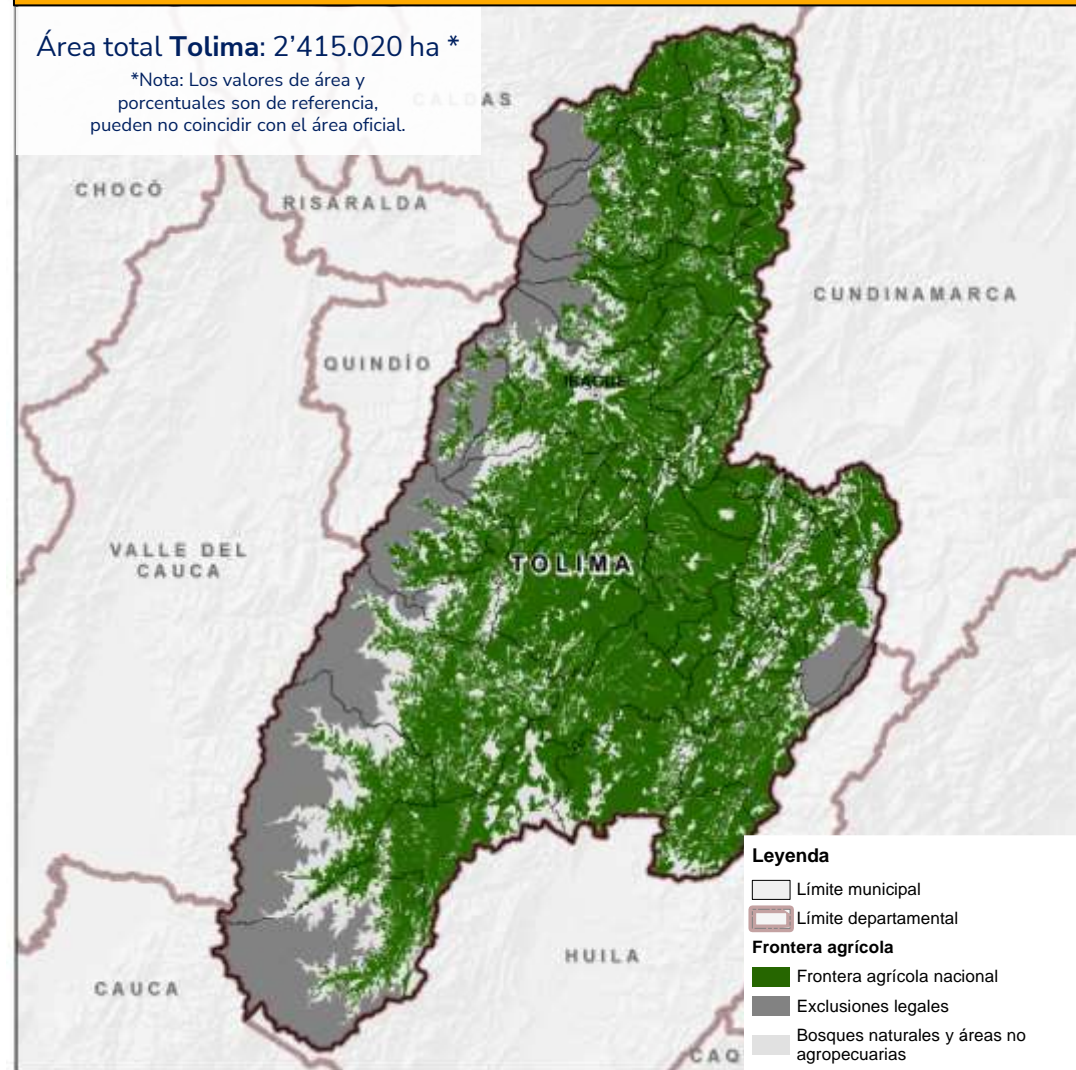 Área total Tolima: 2’415.020 ha *
*Nota: Los valores de área y
porcentuales son de referencia,
pueden no coincidir con el área oficial.
CALDAS
CHOCÓ
RISARALDA
CUNDINAMARCA
QUINDÍO
IBAGUÉ
VALLE DEL
CAUCA
TOLIMA
HUILA
CAUCA
CAQ
Leyenda
Límite municipal
Límite departamental
Frontera agrícola
Frontera agrícola nacional
Exclusiones legales
Bosques naturales y áreas no
agropecuarias